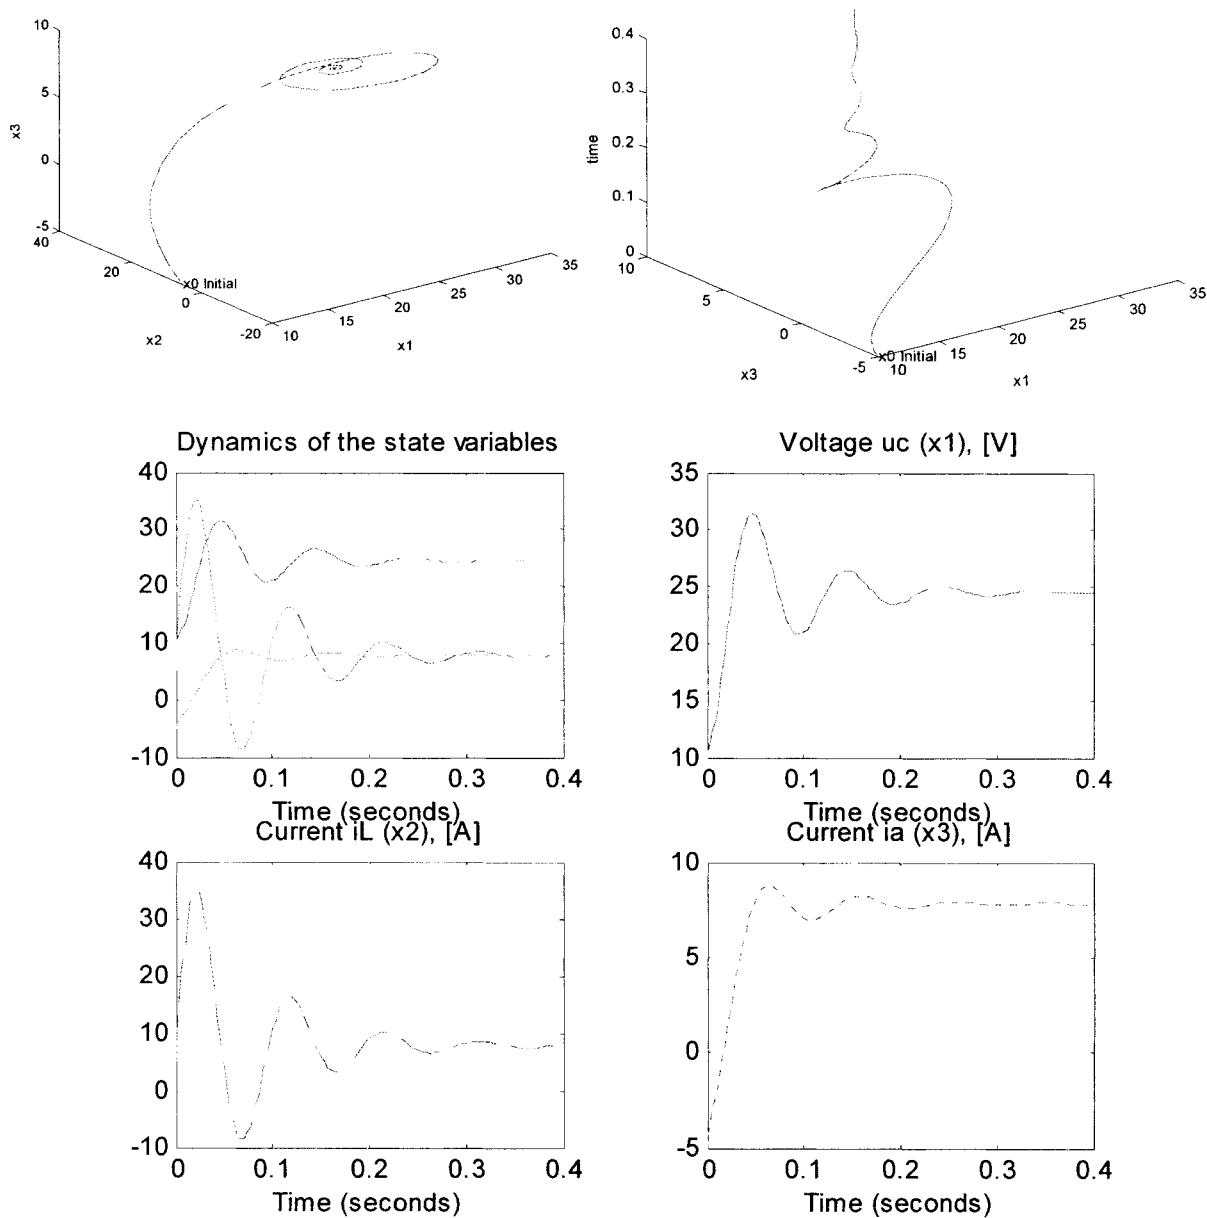 10
5
0
-5
x3
40
20
0
-20
x2
x0 Initial
10
15
20
25
30
35
x1
0.4
0.3
0.2
0.1
0
time
10
5
0
-5
x3
x0 Initial
10
15
20
25
30
35
x1
Dynamics of the state variables
40
30
20
10
0
-10
0 0.1 0.2 0.3 0.4
Time (seconds)
Voltage uc (x1), [V]
35
30
25
20
15
10
0 0.1 0.2 0.3 0.4
Time (seconds)
Current iL (x2), [A]
40
30
20
10
0
-10
0 0.1 0.2 0.3 0.4
Time (seconds)
Current ia (x3), [A]
10
5
0
-5
0 0.1 0.2 0.3 0.4
Time (seconds)